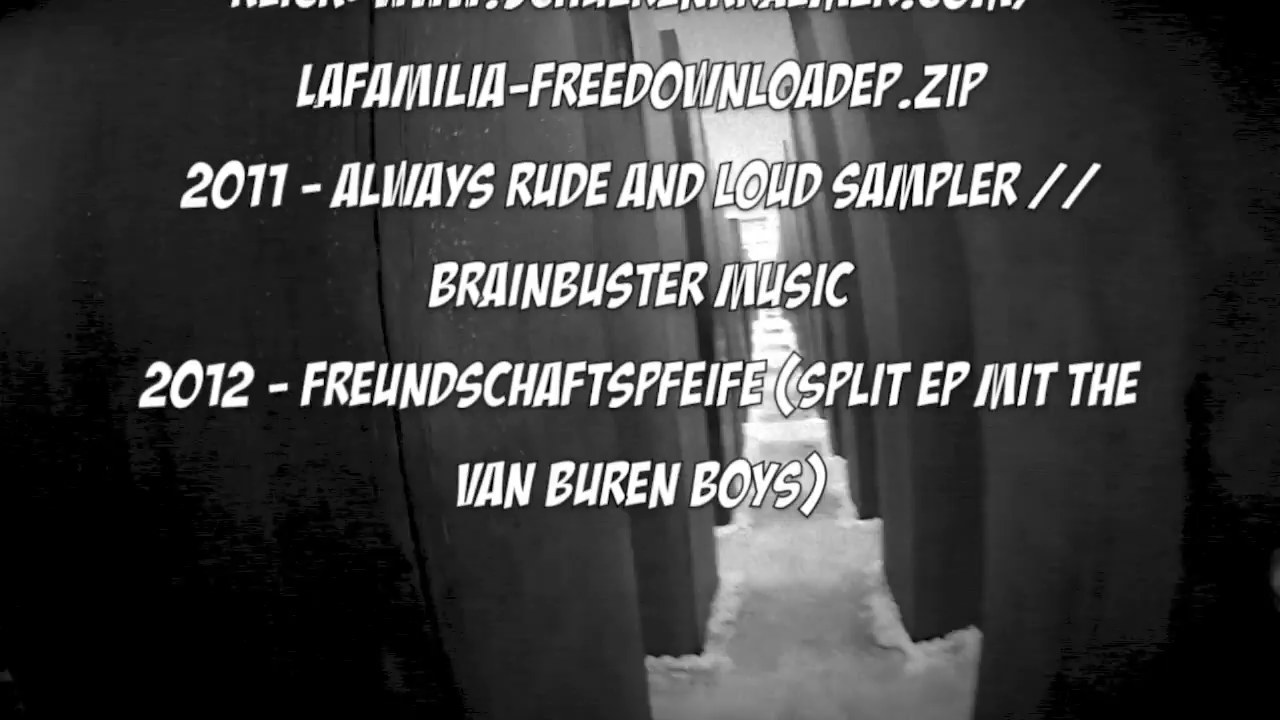 LAFAMILIA-FREEDOWNLOADEP.ZIP
2011 - ALWAYS RUDE AND LOUD SAMPLER //
BRAINBUSTER MUSIC
2012 - FREUNDSCHAFTSPFEIFE (SPLIT EP MIT THE
VAN BUREN BOYS)